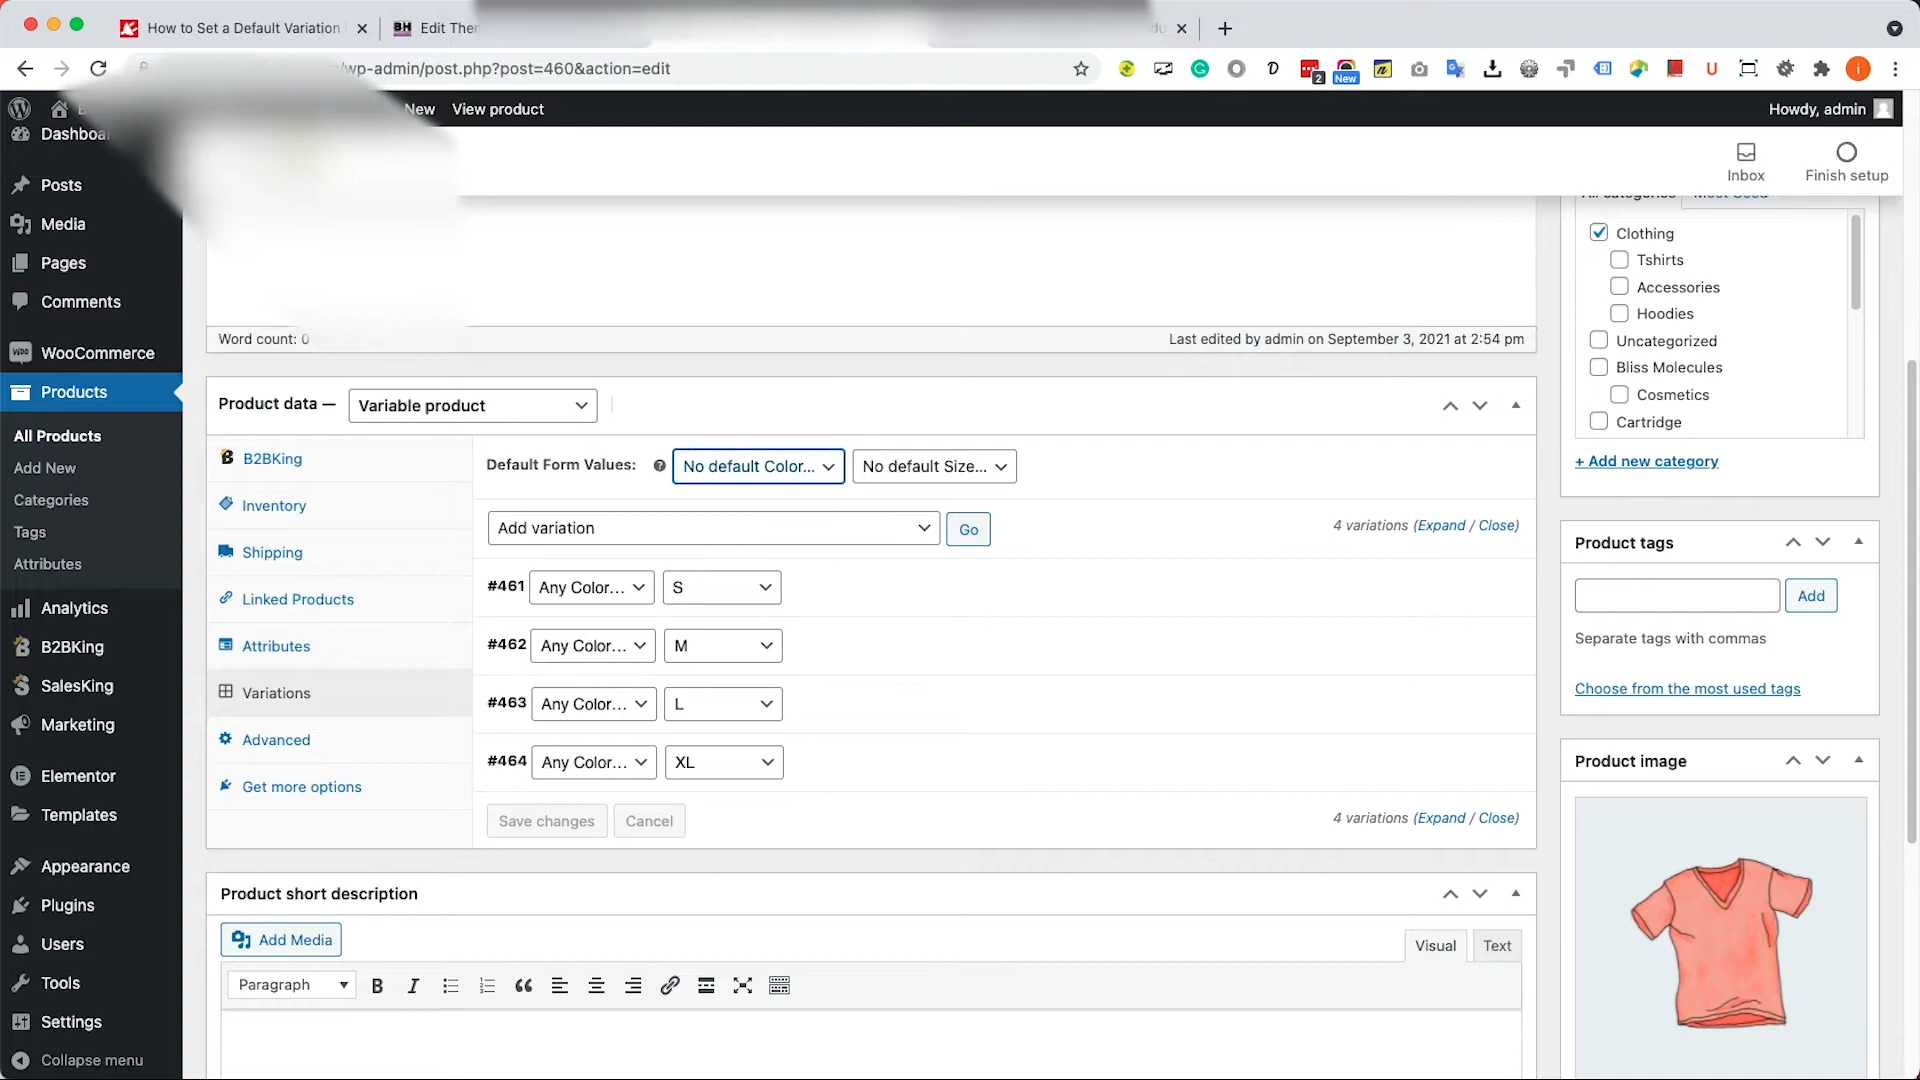 How to Set a Default Variation
BH Edit Ther
/wp-admin/post.php?post=460&action=edit
2
New
New View product
Howdy, admin
Dashboa
Posts
Media
Pages
Comments
WooCommerce
Products
All Products
Add New
Categories
Tags
Attributes
Analytics
B2BKing
SalesKing
Marketing
Elementor
Templates
Appearance
Plugins
Users
Tools
Settings
Collapse menu
Inbox
Finish setup
Word count: 0
Last edited by admin on September 3, 2021 at 2:54 pm
Product data — Variable product
B2BKing
Inventory
Shipping
Linked Products
Attributes
Variations
Advanced
Get more options
Default Form Values: No default Color... No default Size...
Add variation Go
4 variations (Expand / Close)
#461 Any Color... S
#462 Any Color... M
#463 Any Color... L
#464 Any Color... XL
Save changes Cancel
4 variations (Expand / Close)
Product short description
Add Media
Visual Text
Paragraph
All categories Most Used
Clothing
Tshirts
Accessories
Hoodies
Uncategorized
Bliss Molecules
Cosmetics
Cartridge
+ Add new category
Product tags
Add
Separate tags with commas
Choose from the most used tags
Product image